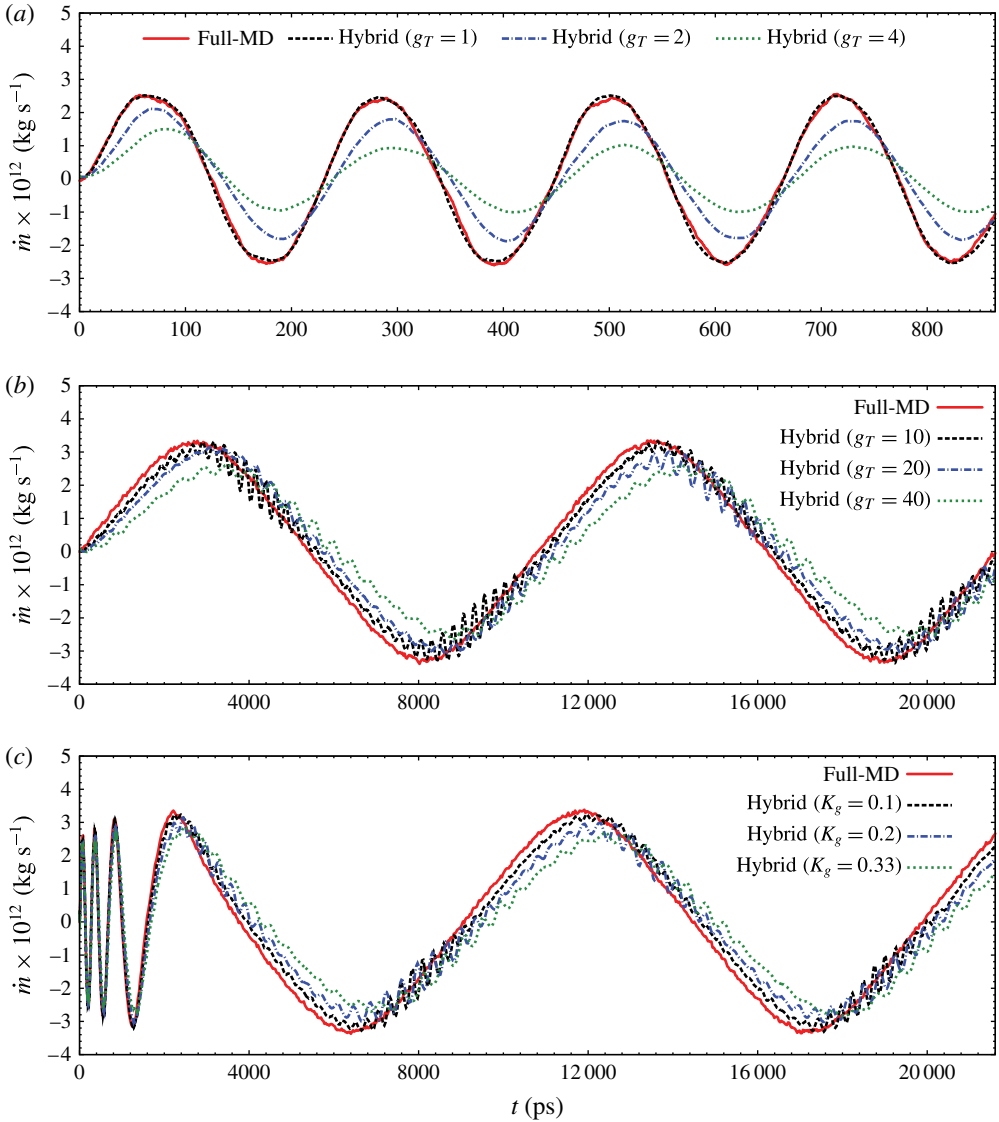 (a)
Full-MD Hybrid (g_T = 1) Hybrid (g_T = 2) Hybrid (g_T = 4)
5
4
3
2
1
0
−1
−2
−3
−4
ṁ × 10¹² (kg s⁻¹)
0 100 200 300 400 500 600 700 800
(b)
Full-MD
Hybrid (g_T = 10)
Hybrid (g_T = 20)
Hybrid (g_T = 40)
5
4
3
2
1
0
−1
−2
−3
−4
ṁ × 10¹² (kg s⁻¹)
0 4000 8000 12 000 16 000 20 000
(c)
Full-MD
Hybrid (K_g = 0.1)
Hybrid (K_g = 0.2)
Hybrid (K_g = 0.33)
5
4
3
2
1
0
−1
−2
−3
−4
ṁ × 10¹² (kg s⁻¹)
0 4000 8000 12 000 16 000 20 000
t (ps)